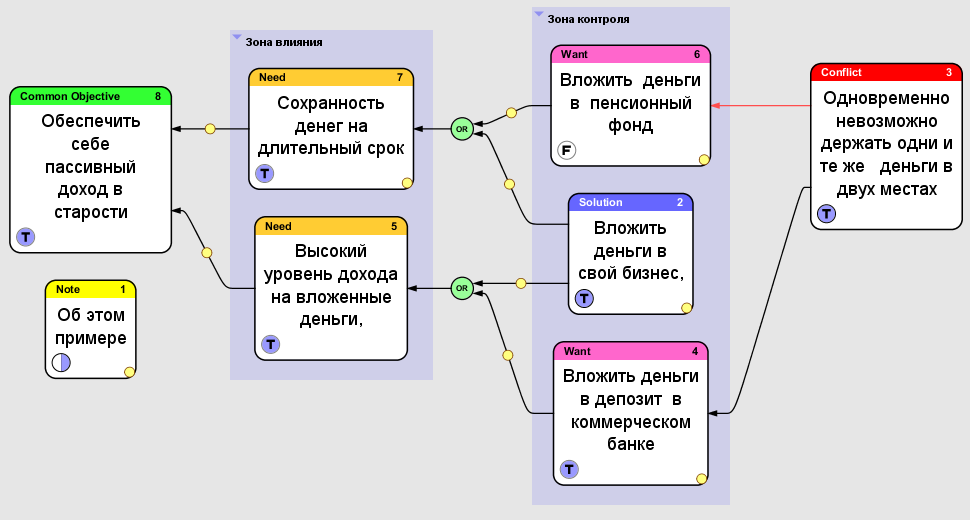 Зона контроля
Зона влияния
Want 6
Вложить деньги
в пенсионный
фонд
F
Need 7
Сохранность
денег на
длительный срок
T
Conflict 3
Одновременно
невозможно
держать одни и
те же деньги в
двух местах
T
Common Objective 8
Обеспечить
себе
пассивный
доход в
старости
T
OR
Solution 2
Вложить
деньги в
свой бизнес,
T
Need 5
Высокий
уровень дохода
на вложенные
деньги,
T
OR
Note 1
Об этом
примере
Want 4
Вложить деньги
в депозит в
коммерческом
банке
T